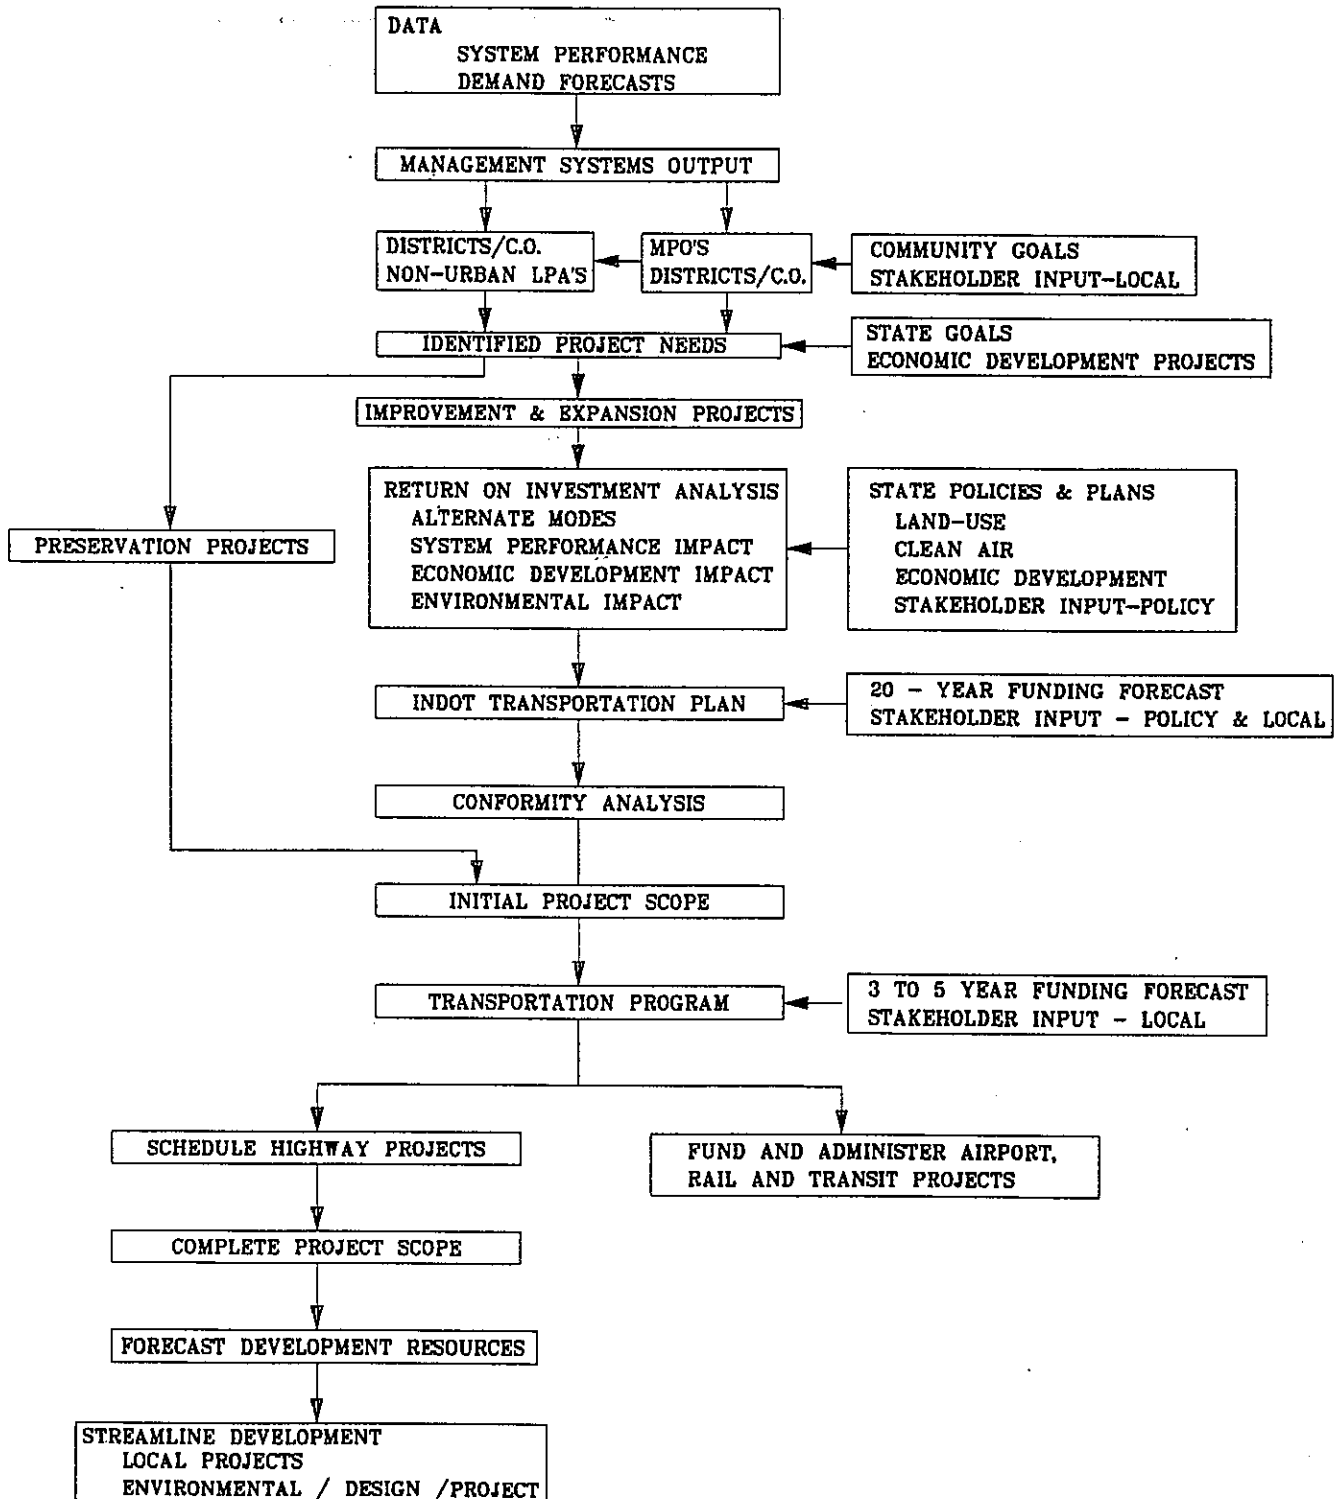 DATA
SYSTEM PERFORMANCE
DEMAND FORECASTS
MANAGEMENT SYSTEMS OUTPUT
DISTRICTS/C.O.
NON-URBAN LPA'S
MPO'S
DISTRICTS/C.O.
COMMUNITY GOALS
STAKEHOLDER INPUT-LOCAL
IDENTIFIED PROJECT NEEDS
STATE GOALS
ECONOMIC DEVELOPMENT PROJECTS
IMPROVEMENT & EXPANSION PROJECTS
RETURN ON INVESTMENT ANALYSIS
ALTERNATE MODES
SYSTEM PERFORMANCE IMPACT
ECONOMIC DEVELOPMENT IMPACT
ENVIRONMENTAL IMPACT
STATE POLICIES & PLANS
LAND-USE
CLEAN AIR
ECONOMIC DEVELOPMENT
STAKEHOLDER INPUT-POLICY
PRESERVATION PROJECTS
INDOT TRANSPORTATION PLAN
20 - YEAR FUNDING FORECAST
STAKEHOLDER INPUT - POLICY & LOCAL
CONFORMITY ANALYSIS
INITIAL PROJECT SCOPE
TRANSPORTATION PROGRAM
3 TO 5 YEAR FUNDING FORECAST
STAKEHOLDER INPUT - LOCAL
SCHEDULE HIGHWAY PROJECTS
FUND AND ADMINISTER AIRPORT,
RAIL AND TRANSIT PROJECTS
COMPLETE PROJECT SCOPE
FORECAST DEVELOPMENT RESOURCES
STREAMLINE DEVELOPMENT
LOCAL PROJECTS
ENVIRONMENTAL / DESIGN /PROJECT